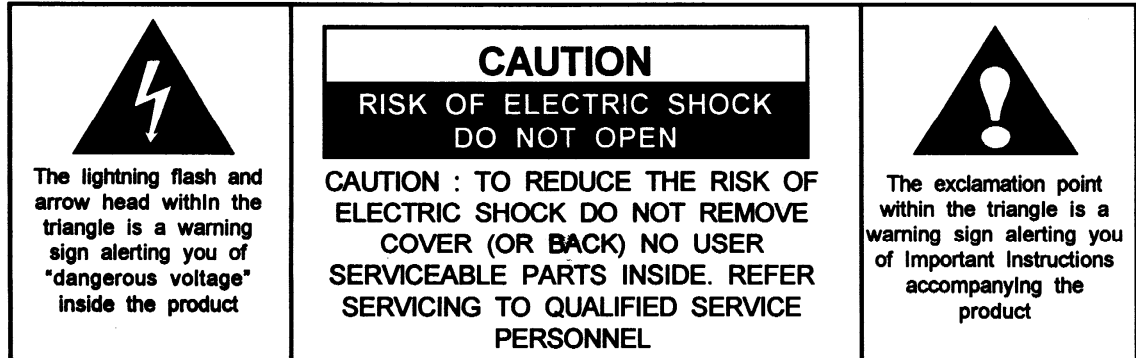 The lightning flash and
arrow head within the
triangle is a warning
sign alerting you of
"dangerous voltage"
inside the product
CAUTION
RISK OF ELECTRIC SHOCK
DO NOT OPEN
CAUTION : TO REDUCE THE RISK OF
ELECTRIC SHOCK DO NOT REMOVE
COVER (OR BACK) NO USER
SERVICEABLE PARTS INSIDE. REFER
SERVICING TO QUALIFIED SERVICE
PERSONNEL
!
The exclamation point
within the triangle is a
warning sign alerting you
of Important Instructions
accompanying the
product